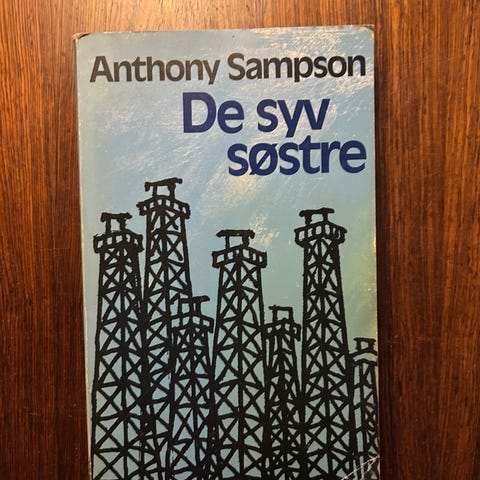 Anthony Sampson
De syv
søstre